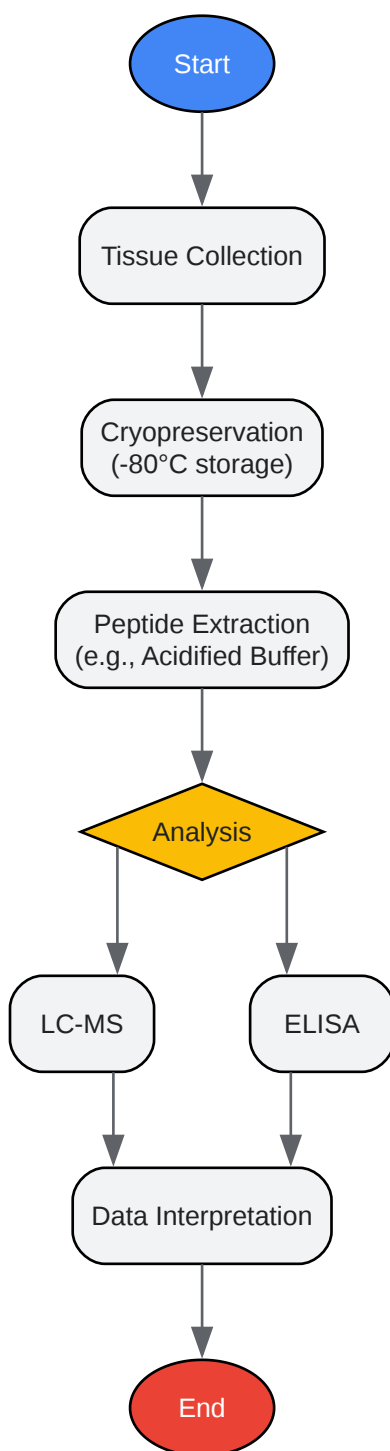 Start
Tissue Collection
Cryopreservation
(-80°C storage)
Peptide Extraction
(e.g., Acidified Buffer)
Analysis
LC-MS
ELISA
Data Interpretation
End